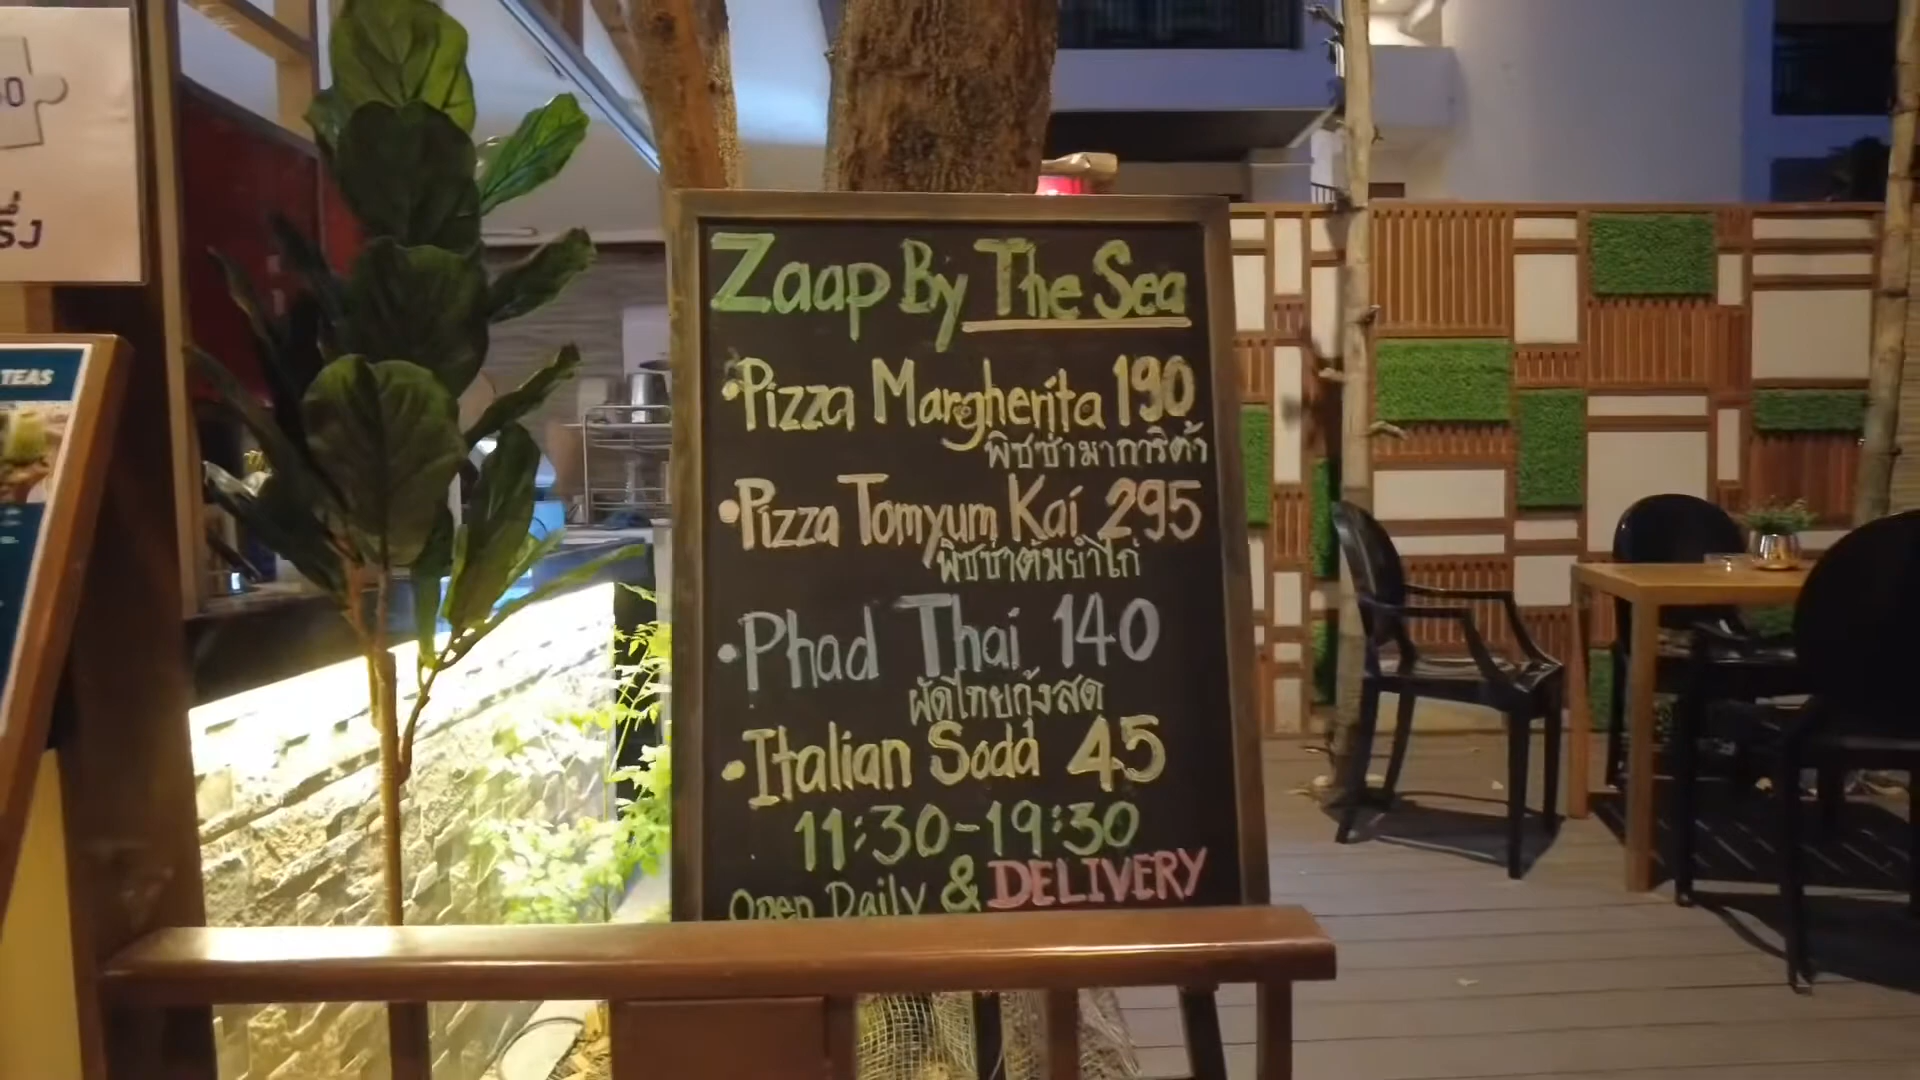 TEAS
Zaap By The Sea
•Pizza Margherita 190
พิซซ่ามาการิต้า
•Pizza Tomyum Kai 295
พิซซ่าต้มยำไก่
•Phad Thai 140
ผัดไทยกุ้งสด
•Italian Soda 45
11:30-19:30
Open Daily & DELIVERY